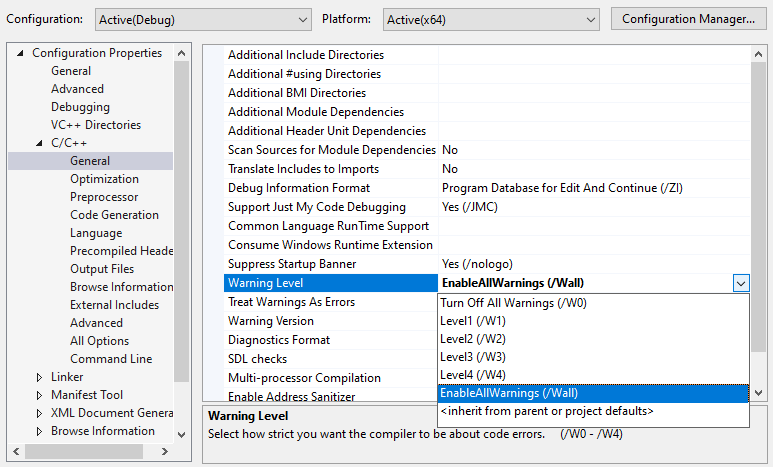 Configuration: Active(Debug) Platform: Active(x64) Configuration Manager...
Configuration Properties
General
Advanced
Debugging
VC++ Directories
C/C++
General
Optimization
Preprocessor
Code Generation
Language
Precompiled Heade
Output Files
Browse Information
External Includes
Advanced
All Options
Command Line
Linker
Manifest Tool
XML Document Genera
Browse Information
Additional Include Directories
Additional #using Directories
Additional BMI Directories
Additional Module Dependencies
Additional Header Unit Dependencies
Scan Sources for Module Dependencies No
Translate Includes to Imports No
Debug Information Format Program Database for Edit And Continue (/ZI)
Support Just My Code Debugging Yes (/JMC)
Common Language RunTime Support
Consume Windows Runtime Extension
Suppress Startup Banner Yes (/nologo)
Warning Level EnableAllWarnings (/Wall)
Treat Warnings As Errors Turn Off All Warnings (/W0)
Warning Version Level1 (/W1)
Diagnostics Format Level2 (/W2)
SDL checks Level3 (/W3)
Multi-processor Compilation Level4 (/W4)
Enable Address Sanitizer EnableAllWarnings (/Wall)
<inherit from parent or project defaults>
Warning Level
Select how strict you want the compiler to be about code errors. (/W0 - /W4)